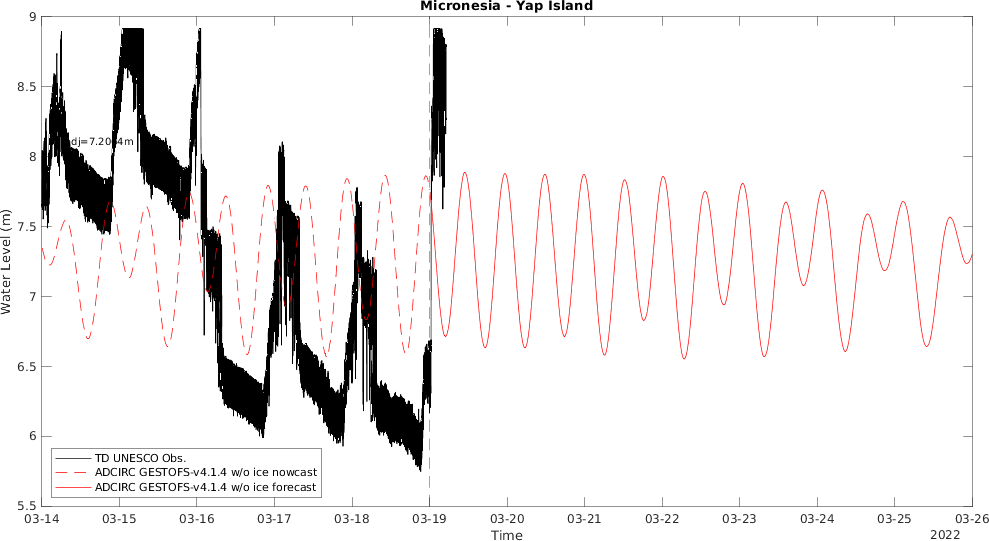 Micronesia - Yap Island
9
8.5
8
7.5
7
6.5
6
5.5
Water Level (m)
TD UNESCO Obs.
ADCIRC GESTOFS-v4.1.4 w/o ice nowcast
ADCIRC GESTOFS-v4.1.4 w/o ice forecast
03-14 03-15 03-16 03-17 03-18 03-19 03-20 03-21 03-22 03-23 03-24 03-25 03-26
Time
2022